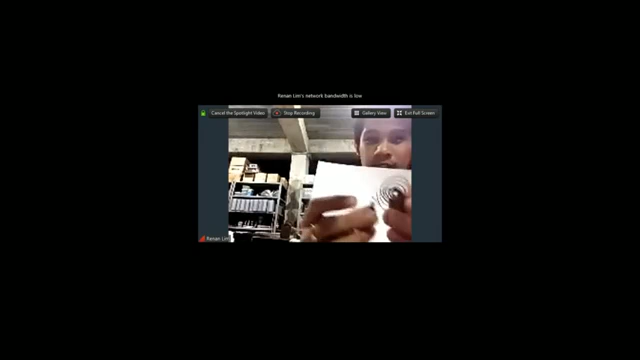 Renan Lim's network bandwidth is low
Cancel the Spotlight Video
Stop Recording
Gallery View
Exit Full Screen
Renan Lim